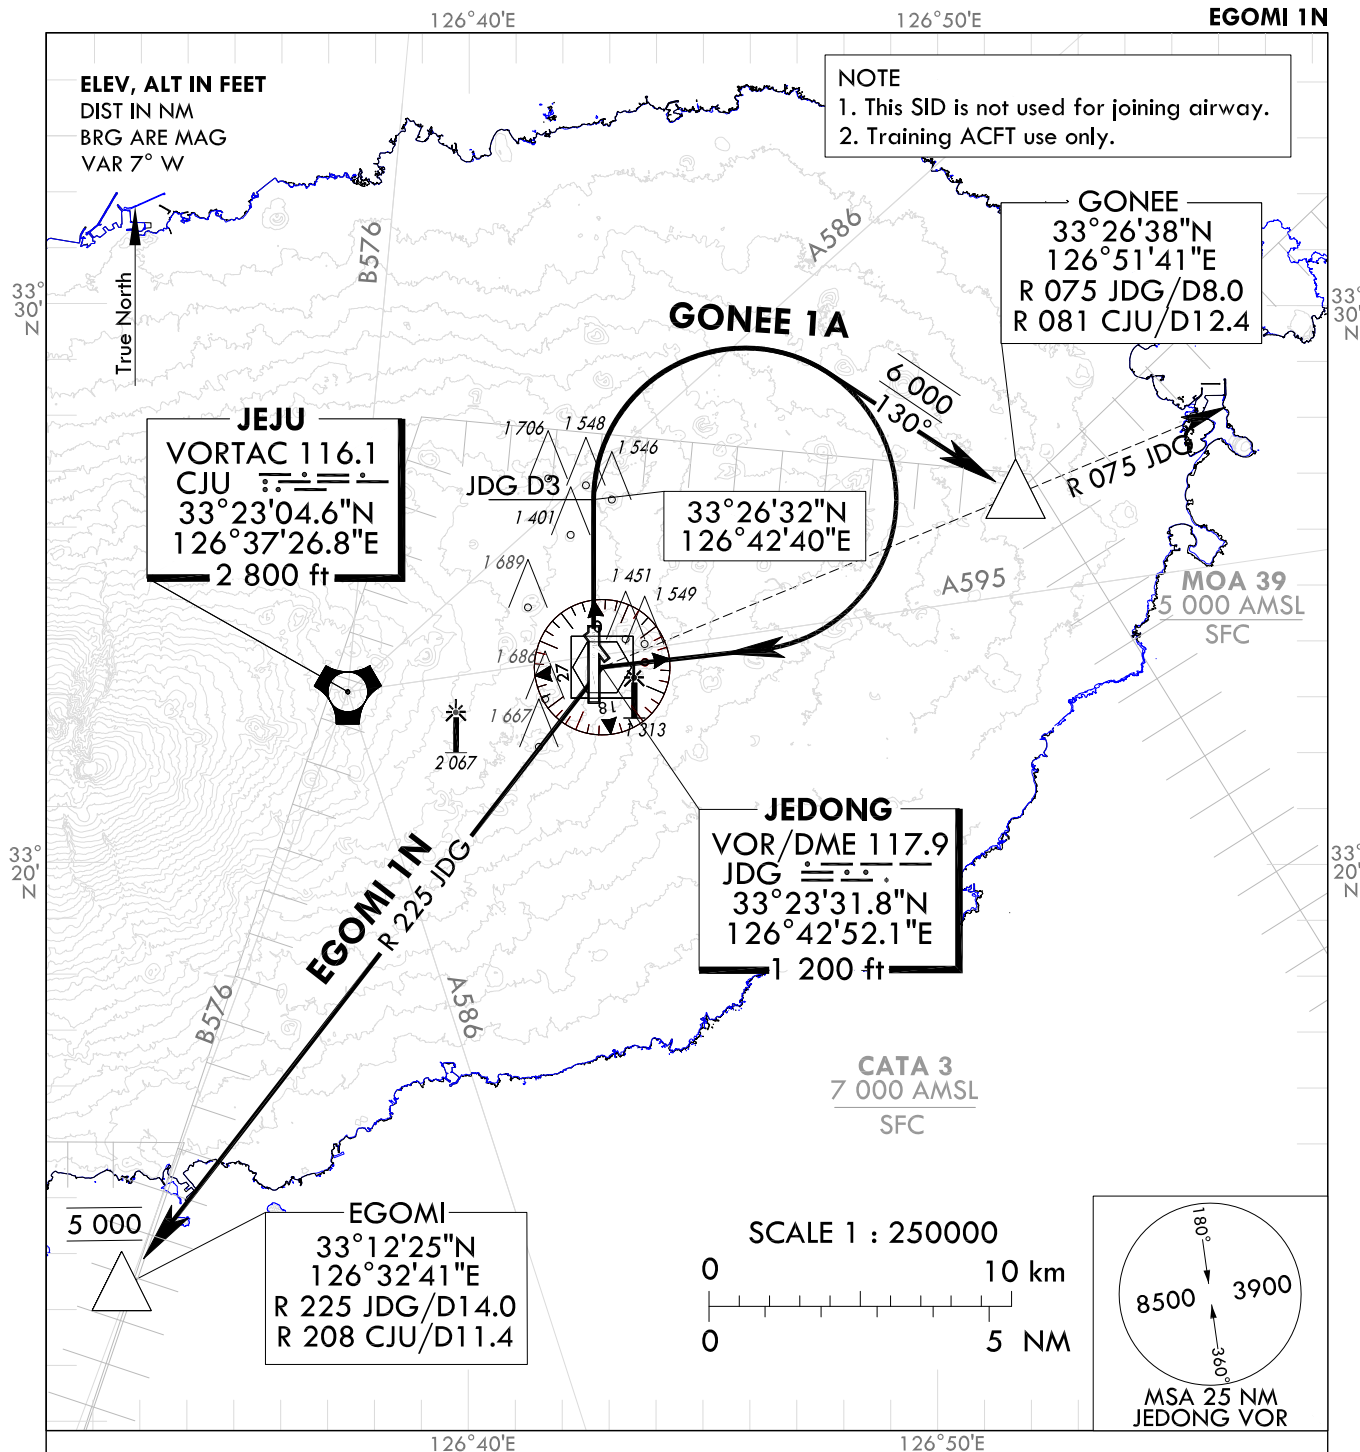 126°40'E
126°50'E
EGOMI 1N
ELEV, ALT IN FEET
DIST IN NM
BRG ARE MAG
VAR 7° W
NOTE
1. This SID is not used for joining airway.
2. Training ACFT use only.
True North
B576
A586
GONEE
33°26'38"N
126°51'41"E
R 075 JDG/D8.0
R 081 CJU/D12.4
33°
30'
N
33°
30'
N
GONEE 1A
6 000
130°
R 075 JDG
JEJU
VORTAC 116.1
CJU
33°23'04.6"N
126°37'26.8"E
2 800 ft
1 706
1 548
1 546
JDG D3
1 401
33°26'32"N
126°42'40"E
1 689
1 451
1 549
A595
MOA 39
5 000 AMSL
SFC
1 686
27
18
1 667
1 313
2 067
JEDONG
VOR/DME 117.9
JDG
33°23'31.8"N
126°42'52.1"E
1 200 ft
33°
20'
N
33°
20'
N
EGOMI 1N
R 225 JDG
B576
A586
CATA 3
7 000 AMSL
SFC
5 000
EGOMI
33°12'25"N
126°32'41"E
R 225 JDG/D14.0
R 208 CJU/D11.4
SCALE 1 : 250000
0 10 km
0 5 NM
180°
8500 3900
360°
MSA 25 NM
JEDONG VOR
126°40'E
126°50'E